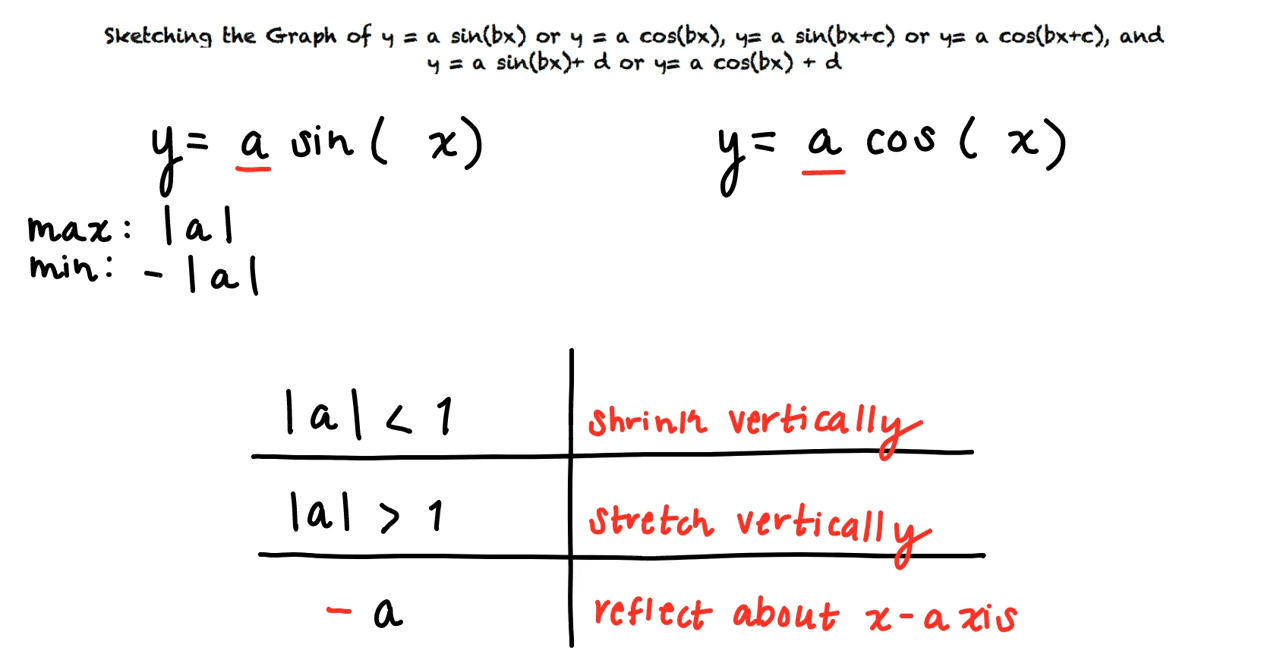 Sketching the Graph of y = a sin(bx) or y = a cos(bx), y= a sin(bx+c) or y= a cos(bx+c), and
y = a sin(bx)+ d or y= a cos(bx) + d
y= a sin( x)
y= a cos( x)
max: |a|
min: - |a|
|a| < 1
shrink vertically
|a| > 1
stretch vertically
- a
reflect about x-axis